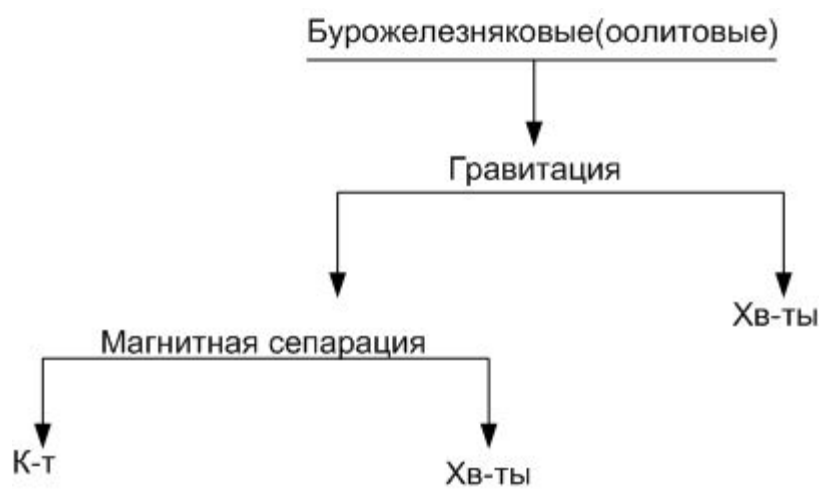 Бурожелезняковые(оолитовые)
Гравитация
Хв-ты
Магнитная сепарация
К-т
Хв-ты